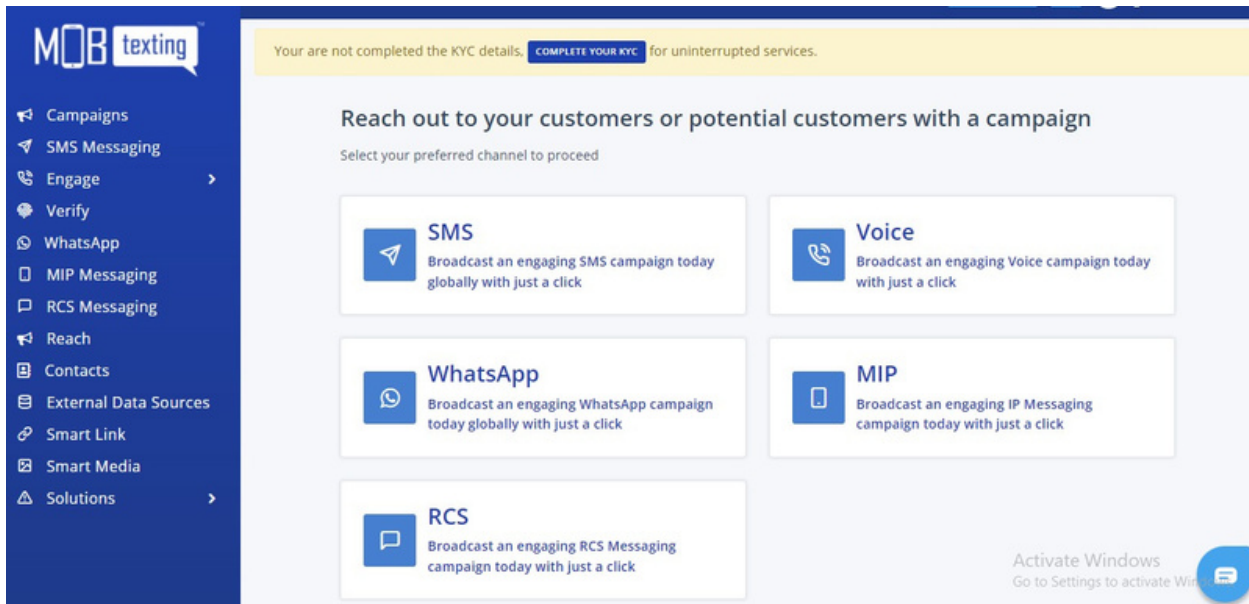 MOB texting
Your are not completed the KYC details. COMPLETE YOUR KYC for uninterrupted services.
Campaigns
SMS Messaging
Engage
Verify
WhatsApp
MIP Messaging
RCS Messaging
Reach
Contacts
External Data Sources
Smart Link
Smart Media
Solutions
Reach out to your customers or potential customers with a campaign
Select your preferred channel to proceed
SMS
Broadcast an engaging SMS campaign today
globally with just a click
Voice
Broadcast an engaging Voice campaign today
with just a click
WhatsApp
Broadcast an engaging WhatsApp campaign
today globally with just a click
MIP
Broadcast an engaging IP Messaging
campaign today with just a click
RCS
Broadcast an engaging RCS Messaging
campaign today with just a click
Activate Windows
Go to Settings to activate